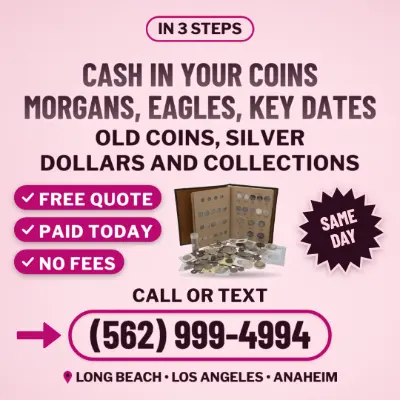 IN 3 STEPS
CASH IN YOUR COINS
MORGANS, EAGLES, KEY DATES
OLD COINS, SILVER
DOLLARS AND COLLECTIONS
FREE QUOTE
PAID TODAY
NO FEES
SAME
DAY
CALL OR TEXT
(562) 999-4994
LONG BEACH • LOS ANGELES • ANAHEIM